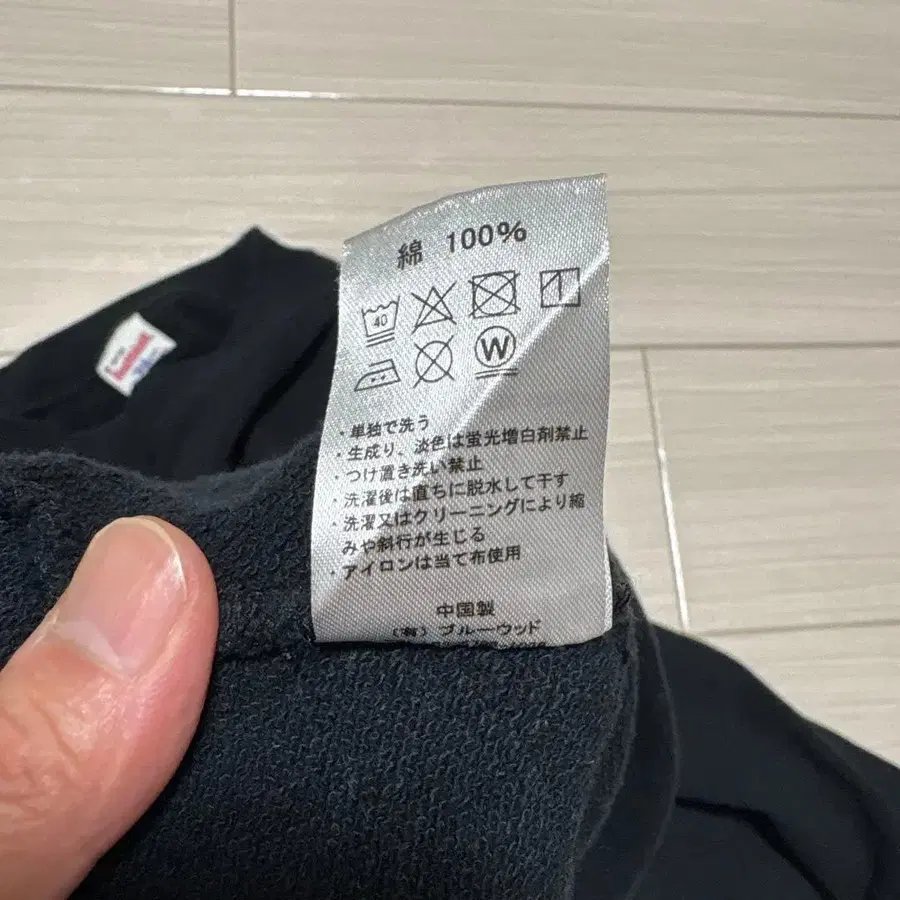 綿 100%
40
W
・単独で洗う
・生成り、淡色は蛍光増白剤禁止
・つけ置き洗い禁止
・洗濯後は直ちに脱水して干す
・洗濯又はクリーニングにより縮
みや斜行が生じる
・アイロンは当て布使用
中国製
(有) ブルーウッド